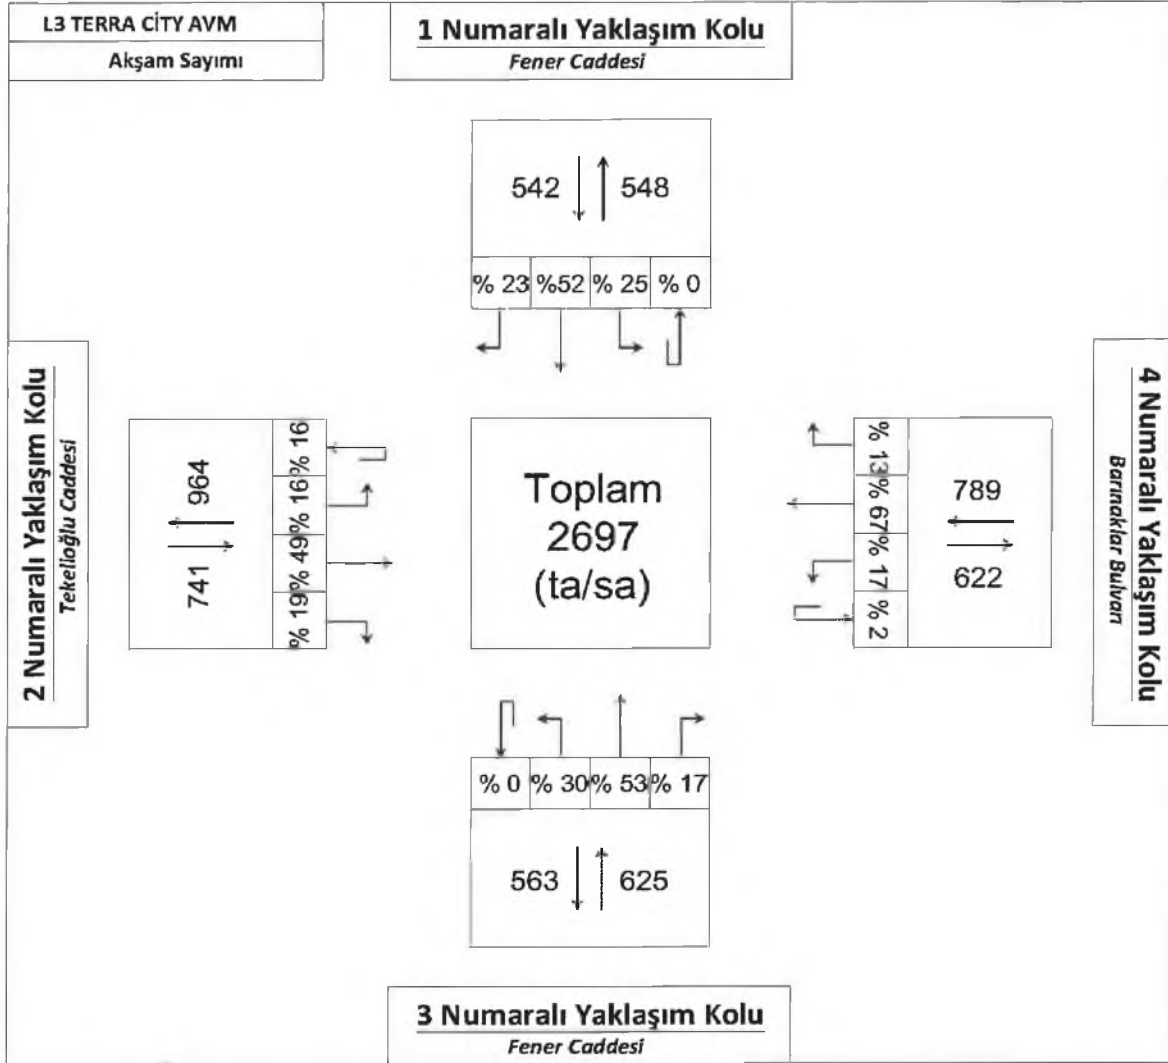 L3 TERRA CİTY AVM
Akşam Sayımı
1 Numaralı Yaklaşım Kolu
Fener Caddesi
542 548
% 23 %52 % 25 % 0
2 Numaralı Yaklaşım Kolu
Tekelioğlu Caddesi
964
741
% 16
% 16
% 49
% 19
Toplam
2697
(ta/sa)
% 13
% 67
% 17
% 2
789
622
4 Numaralı Yaklaşım Kolu
Barınaklar Bulvarı
% 0 % 30 % 53 % 17
563 625
3 Numaralı Yaklaşım Kolu
Fener Caddesi